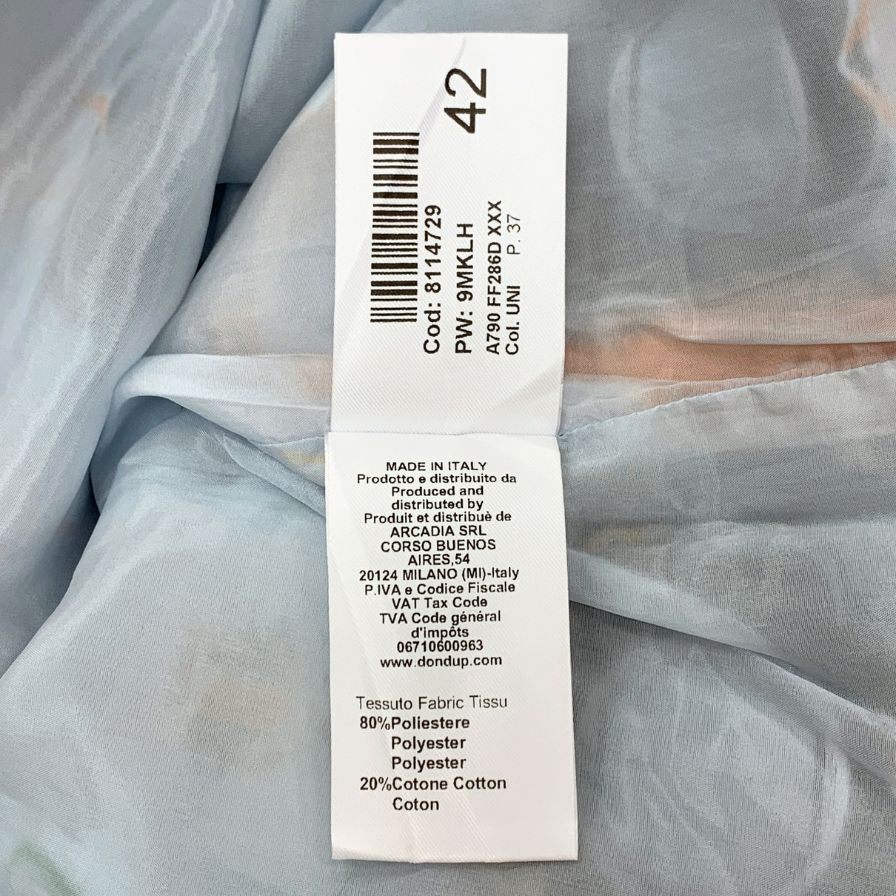 42
Cod: 8114729
PW: 9MKLH
A790 FF286D XXX
Col. UNI P. 37
MADE IN ITALY
Prodotto e distribuito da
Produced and
distributed by
Produit et distribuè de
ARCADIA SRL
CORSO BUENOS
AIRES,54
20124 MILANO (MI)-Italy
P.IVA e Codice Fiscale
VAT Tax Code
TVA Code général
d'impôts
06710600963
www.dondup.com
Tessuto Fabric Tissu
80%Poliestere
Polyester
Polyester
20%Cotone Cotton
Coton